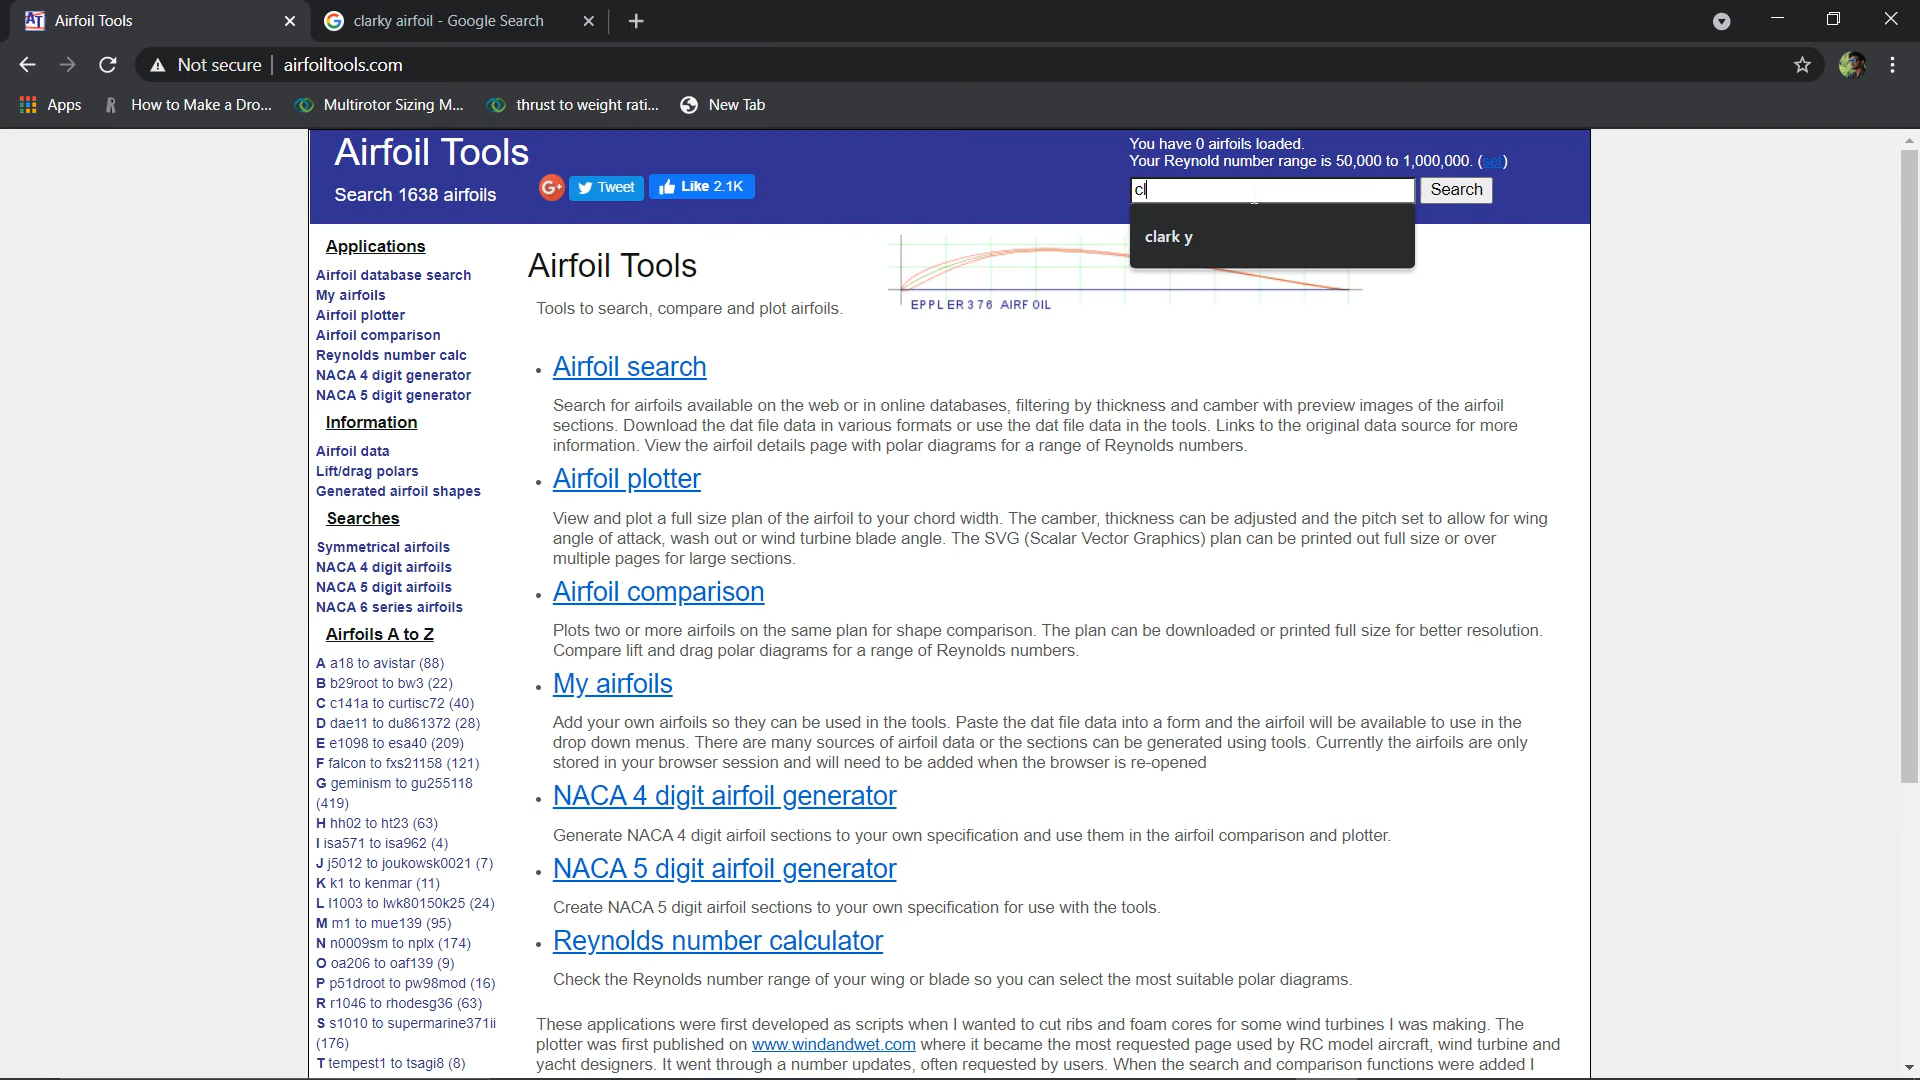 Airfoil Tools
clarky airfoil - Google Search
Not secure
airfoiltools.com
Apps
How to Make a Dro...
Multirotor Sizing M...
thrust to weight rati...
New Tab
Airfoil Tools
Search 1638 airfoils
G+
Tweet
Like 2.1K
You have 0 airfoils loaded.
Your Reynold number range is 50,000 to 1,000,000. (set)
cl
Search
clark y
Applications
Airfoil database search
My airfoils
Airfoil plotter
Airfoil comparison
Reynolds number calc
NACA 4 digit generator
NACA 5 digit generator
Information
Airfoil data
Lift/drag polars
Generated airfoil shapes
Searches
Symmetrical airfoils
NACA 4 digit airfoils
NACA 5 digit airfoils
NACA 6 series airfoils
Airfoils A to Z
A a18 to avistar (88)
B b29root to bw3 (22)
C c141a to curtisc72 (40)
D dae11 to du861372 (28)
E e1098 to esa40 (209)
F falcon to fxs21158 (121)
G geminism to gu255118
(419)
H hh02 to ht23 (63)
I isa571 to isa962 (4)
J j5012 to joukowsk0021 (7)
K k1 to kenmar (11)
L l1003 to lwk80150k25 (24)
M m1 to mue139 (95)
N n0009sm to nplx (174)
O oa206 to oaf139 (9)
P p51droot to pw98mod (16)
R r1046 to rhodesg36 (63)
S s1010 to supermarine371ii
(176)
T tempest1 to tsagi8 (8)
Airfoil Tools
Tools to search, compare and plot airfoils.
EPPLER376 AIRFOIL
Airfoil search
Search for airfoils available on the web or in online databases, filtering by thickness and camber with preview images of the airfoil
sections. Download the dat file data in various formats or use the dat file data in the tools. Links to the original data source for more
information. View the airfoil details page with polar diagrams for a range of Reynolds numbers.
Airfoil plotter
View and plot a full size plan of the airfoil to your chord width. The camber, thickness can be adjusted and the pitch set to allow for wing
angle of attack, wash out or wind turbine blade angle. The SVG (Scalar Vector Graphics) plan can be printed out full size or over
multiple pages for large sections.
Airfoil comparison
Plots two or more airfoils on the same plan for shape comparison. The plan can be downloaded or printed full size for better resolution.
Compare lift and drag polar diagrams for a range of Reynolds numbers.
My airfoils
Add your own airfoils so they can be used in the tools. Paste the dat file data into a form and the airfoil will be available to use in the
drop down menus. There are many sources of airfoil data or the sections can be generated using tools. Currently the airfoils are only
stored in your browser session and will need to be added when the browser is re-opened
NACA 4 digit airfoil generator
Generate NACA 4 digit airfoil sections to your own specification and use them in the airfoil comparison and plotter.
NACA 5 digit airfoil generator
Create NACA 5 digit airfoil sections to your own specification for use with the tools.
Reynolds number calculator
Check the Reynolds number range of your wing or blade so you can select the most suitable polar diagrams.
These applications were first developed as scripts when I wanted to cut ribs and foam cores for some wind turbines I was making. The
plotter was first published on www.windandwet.com where it became the most requested page used by RC model aircraft, wind turbine and
yacht designers. It went through a number updates, often requested by users. When the search and comparison functions were added I